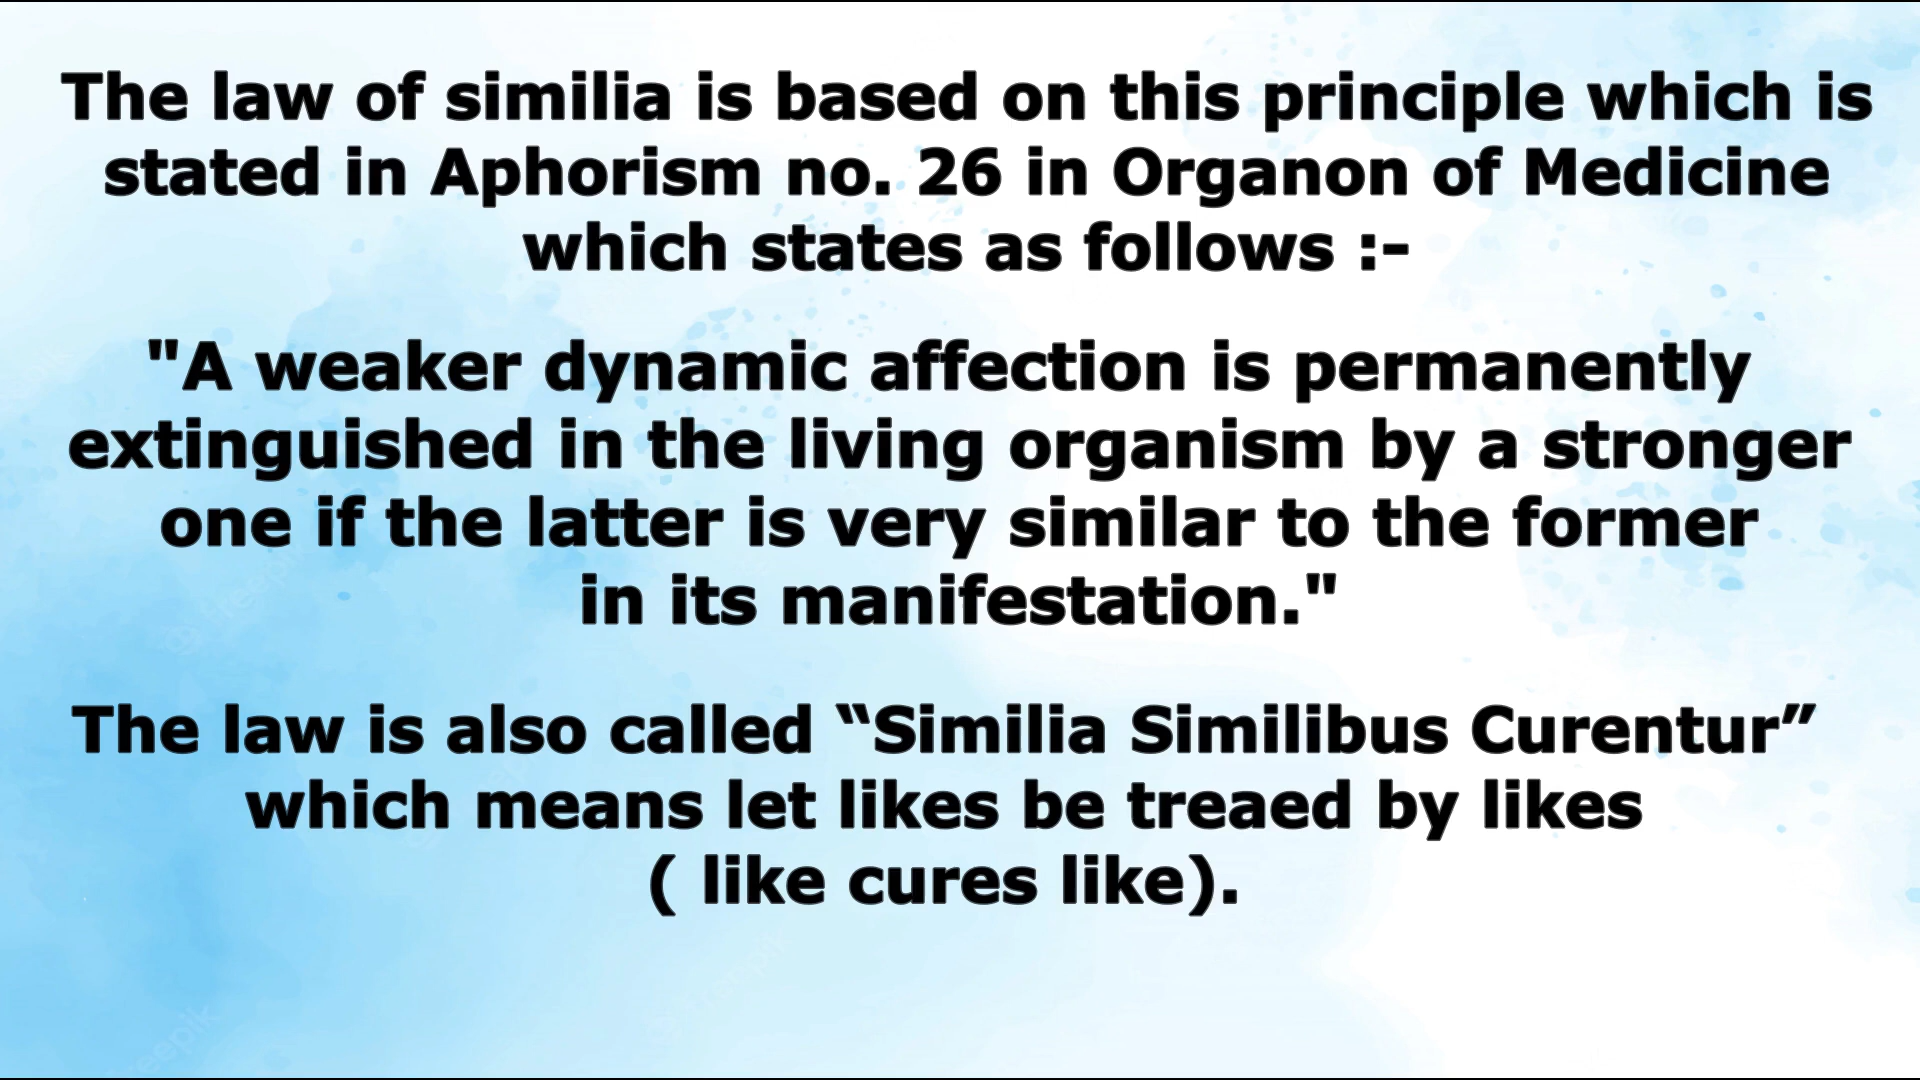 The law of similia is based on this principle which is
stated in Aphorism no. 26 in Organon of Medicine
which states as follows :-
"A weaker dynamic affection is permanently
extinguished in the living organism by a stronger
one if the latter is very similar to the former
in its manifestation."
The law is also called “Similia Similibus Curentur”
which means let likes be treaed by likes
( like cures like).